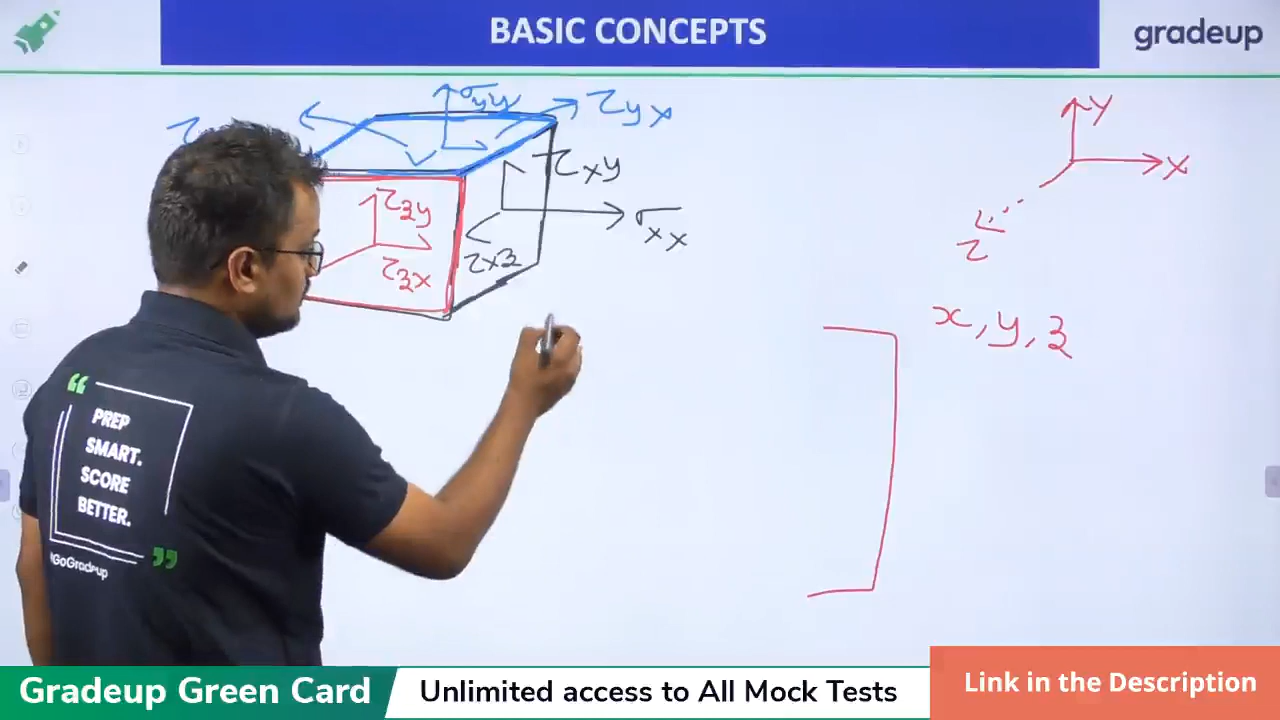 BASIC CONCEPTS
gradeup
σyy
τyx
τxy
σxx
τxz
τzy
τzx
Y
X
z
x, y, z
“
PREP
SMART.
SCORE
BETTER.
”
#GoGradeup
Gradeup Green Card
Unlimited access to All Mock Tests
Link in the Description